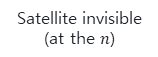 Satellite invisible
(at the n)